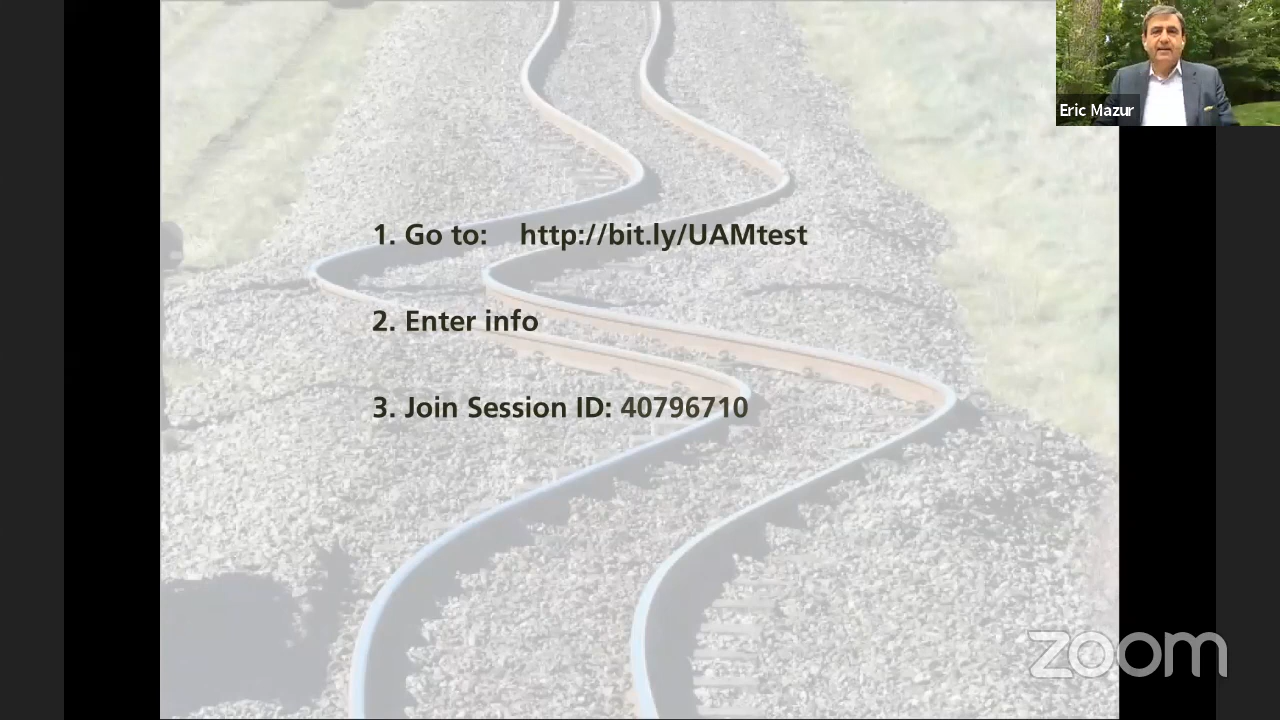 Eric Mazur
1. Go to: http://bit.ly/UAMtest
2. Enter info
3. Join Session ID: 40796710
zoom